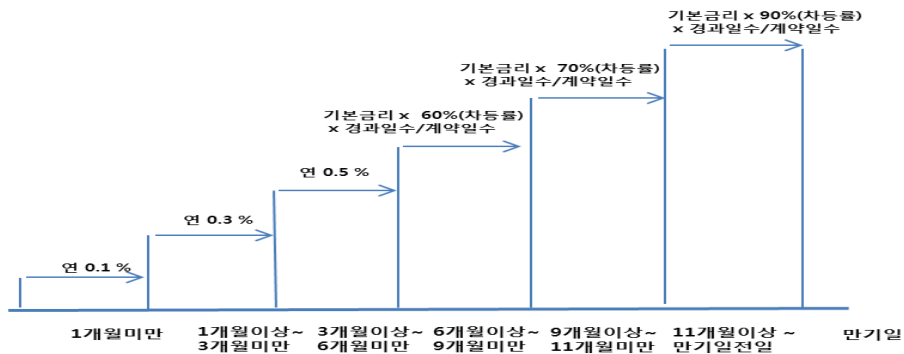 기본금리 x 90%(차등률)
x 경과일수/계약일수
기본금리 x 70%(차등률)
x 경과일수/계약일수
기본금리 x 60%(차등률)
x 경과일수/계약일수
연 0.5 %
연 0.3 %
연 0.1 %
1개월미만
1개월이상~
3개월미만
3개월이상~
6개월미만
6개월이상~
9개월미만
9개월이상~
11개월미만
11개월이상 ~
만기일전일
만기일